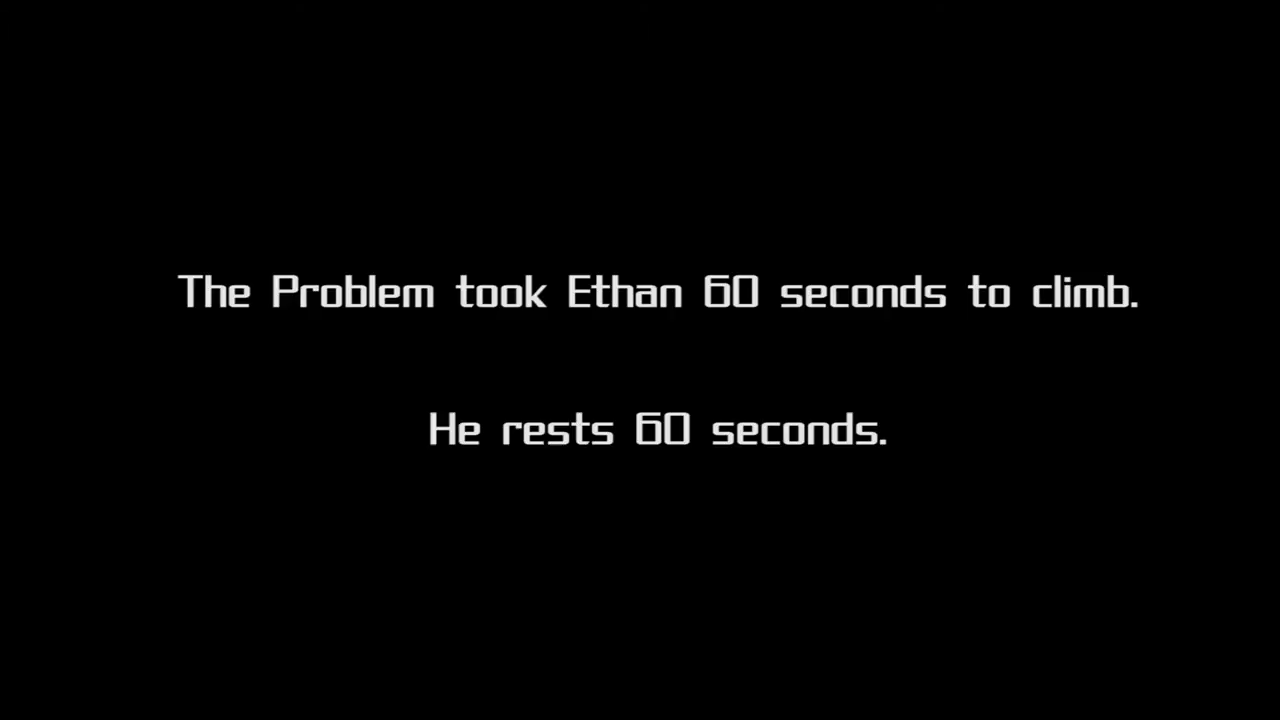 The Problem took Ethan 60 seconds to climb.
He rests 60 seconds.